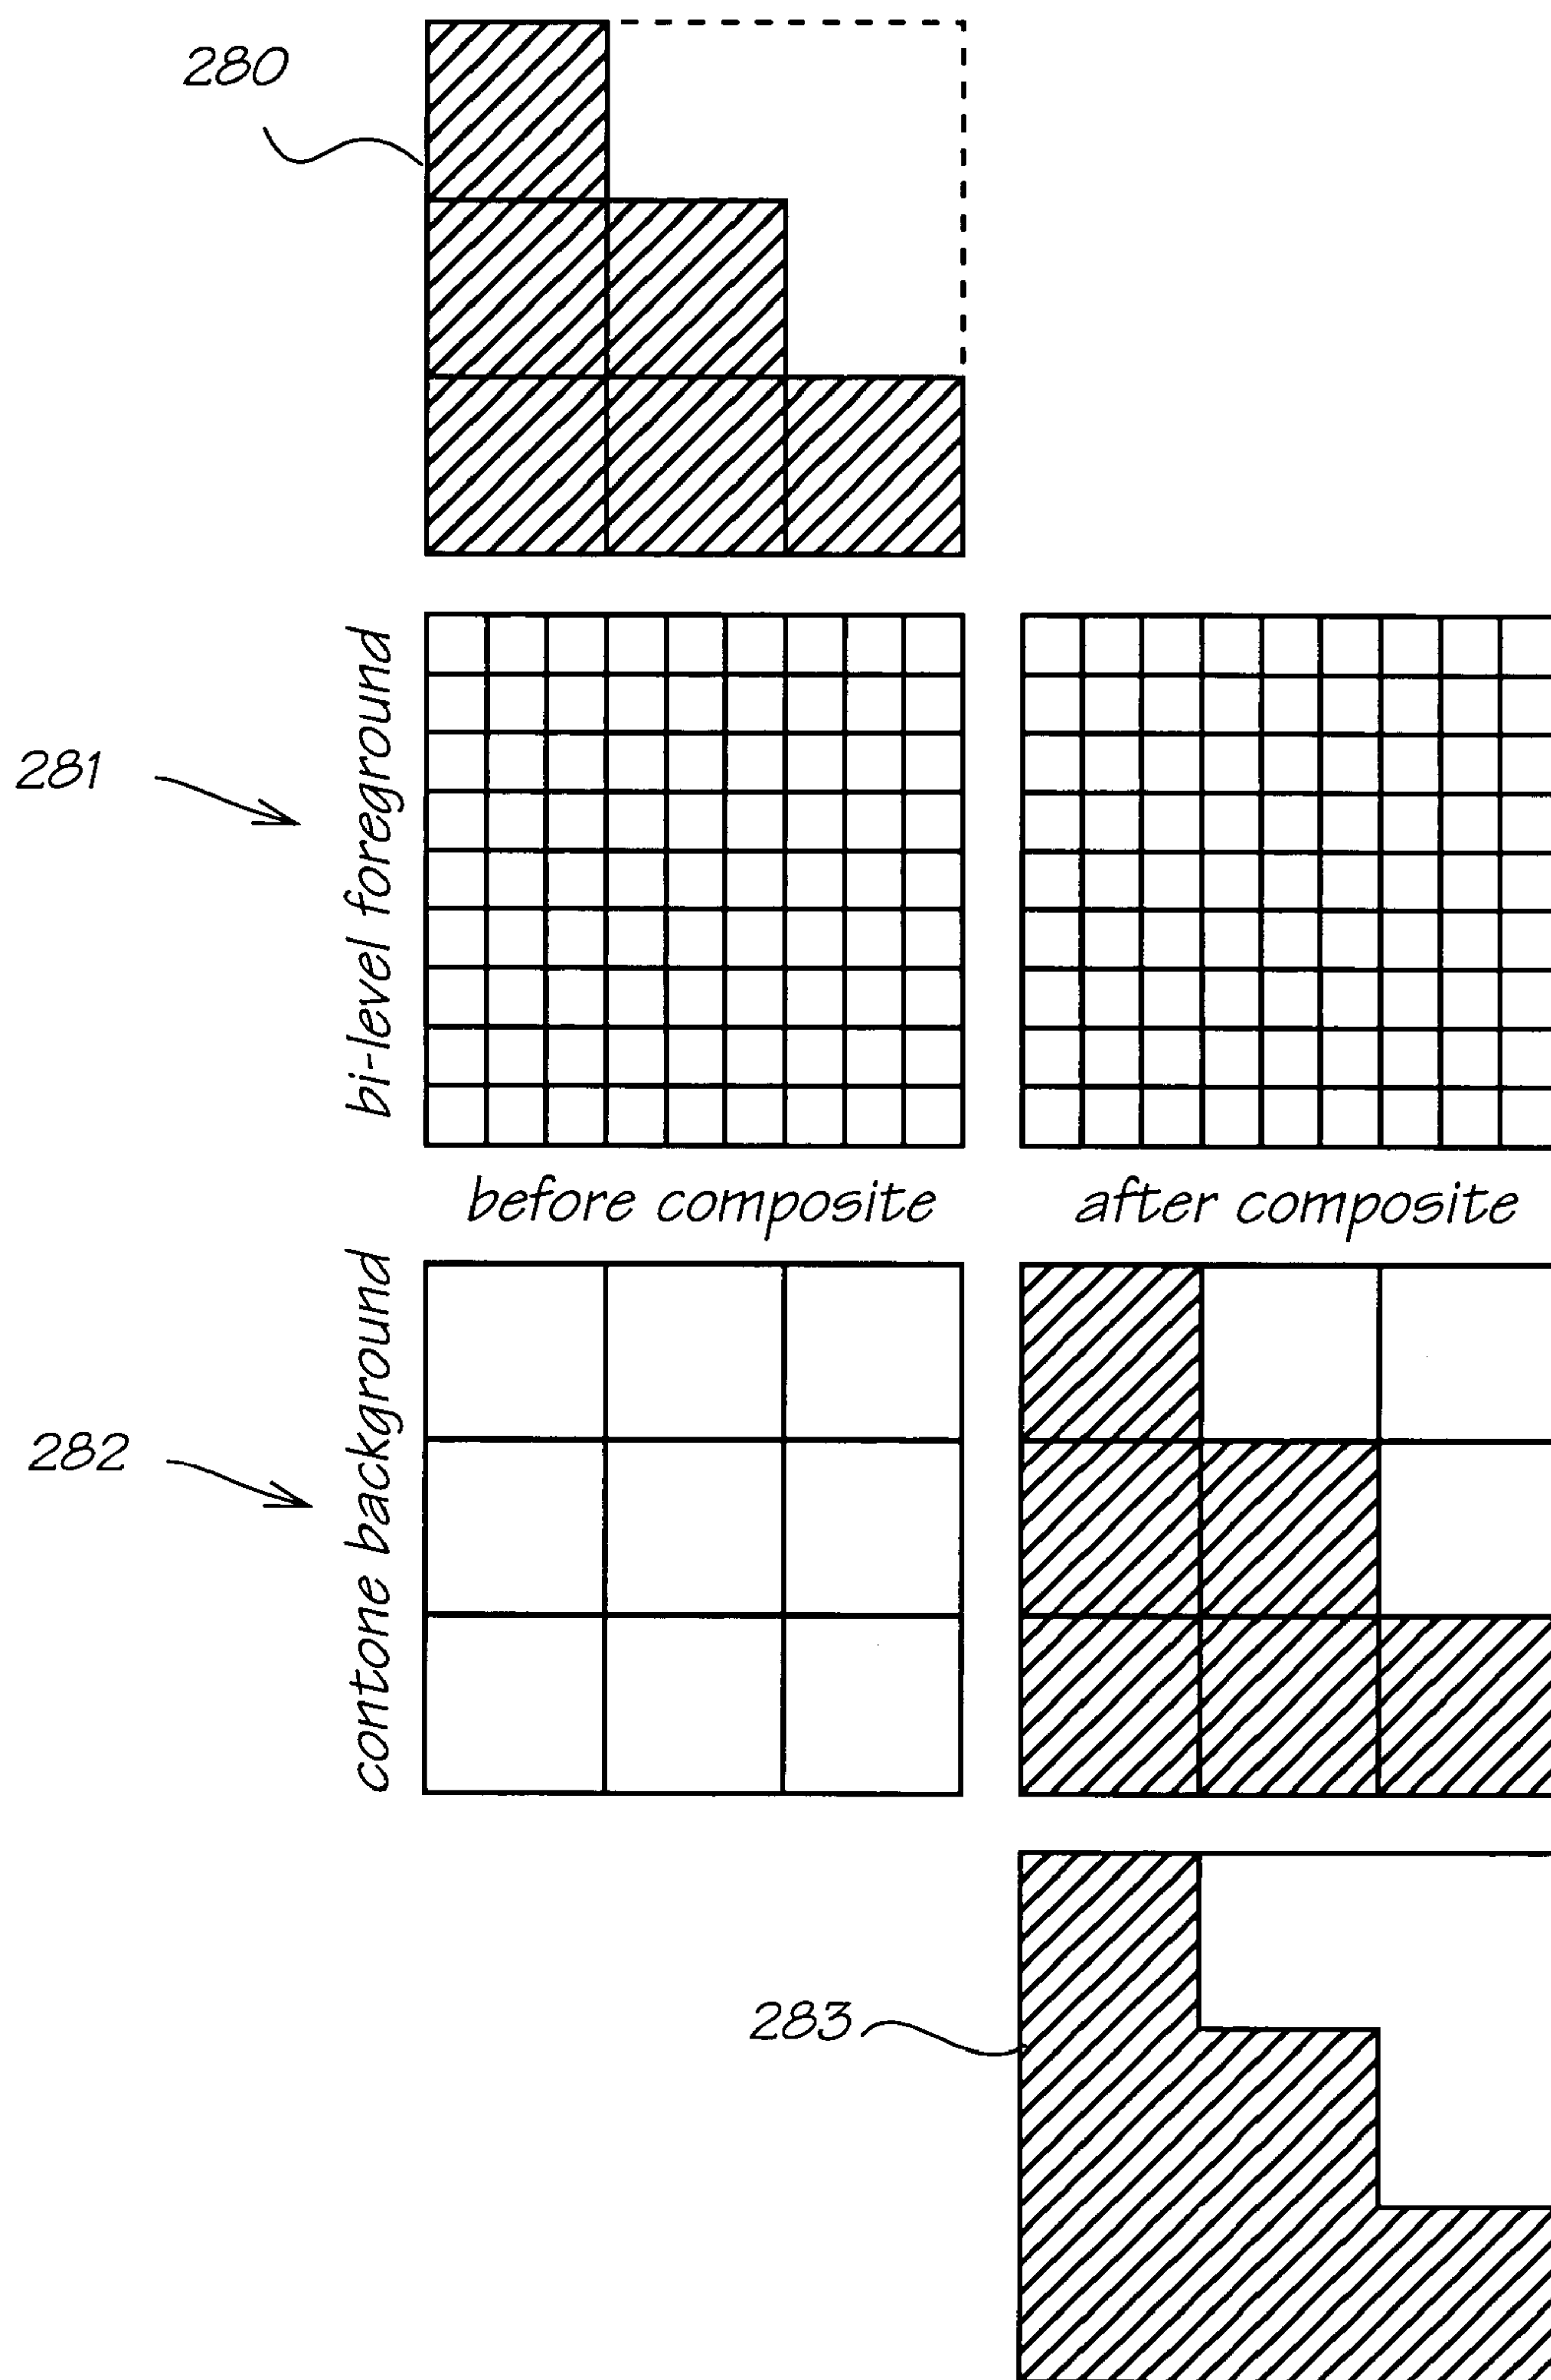 280
281
bi-level foreground
before composite
after composite
282
contone background
283